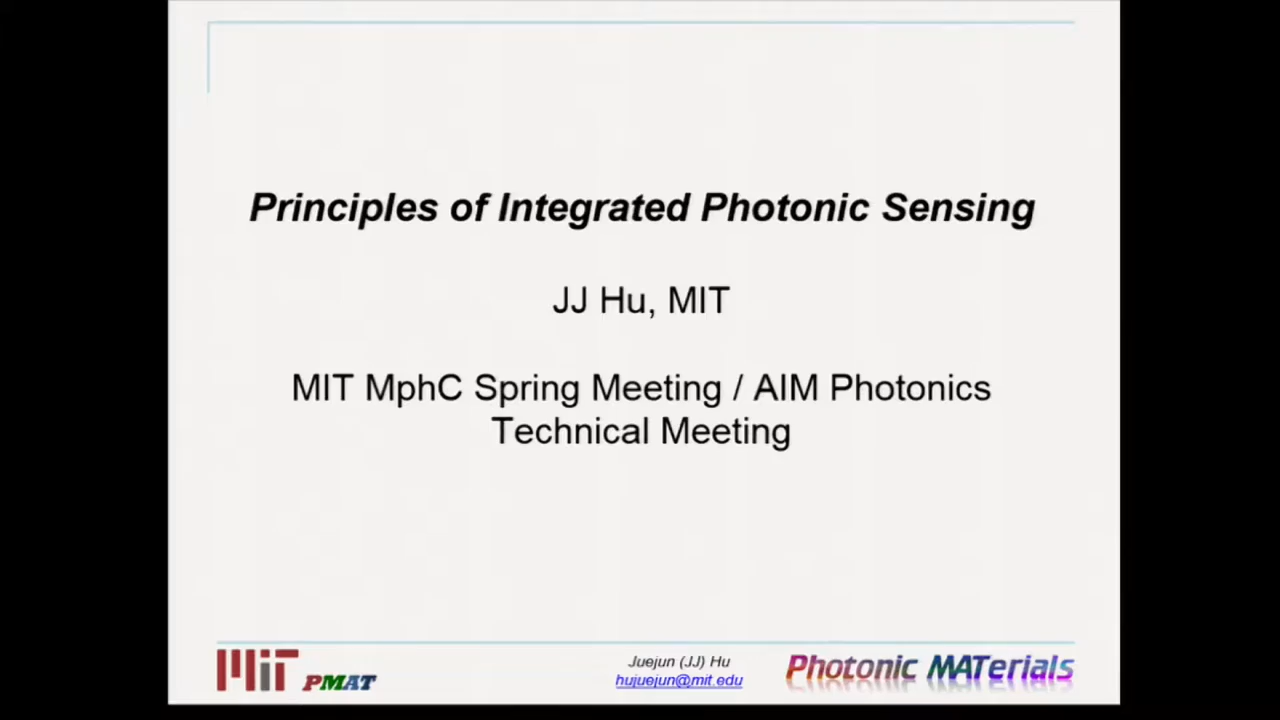 Principles of Integrated Photonic Sensing
JJ Hu, MIT
MIT MphC Spring Meeting / AIM Photonics
Technical Meeting
MIT PMAT
Juejun (JJ) Hu
hujuejun@mit.edu
Photonic MATerials